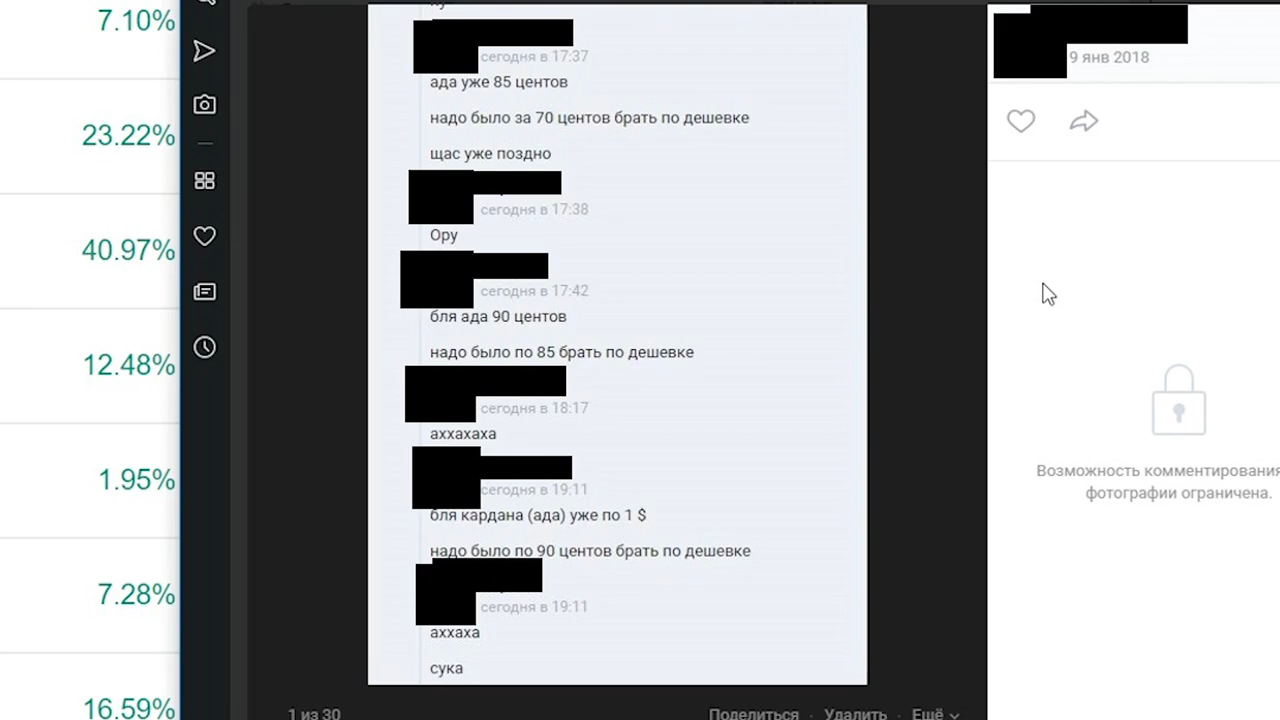 7.10%
23.22%
40.97%
12.48%
1.95%
7.28%
16.59%
сегодня в 17:37
ада уже 85 центов
надо было за 70 центов брать по дешевке
щас уже поздно
сегодня в 17:38
Ору
сегодня в 17:42
бля ада 90 центов
надо было по 85 брать по дешевке
сегодня в 18:17
аххахаха
сегодня в 19:11
бля кардана (ада) уже по 1 $
надо было по 90 центов брать по дешевке
сегодня в 19:11
аххаха
сука
1 из 30
Поделиться · Удалить · Ещё
9 янв 2018
Возможность комментирования
фотографии ограничена.